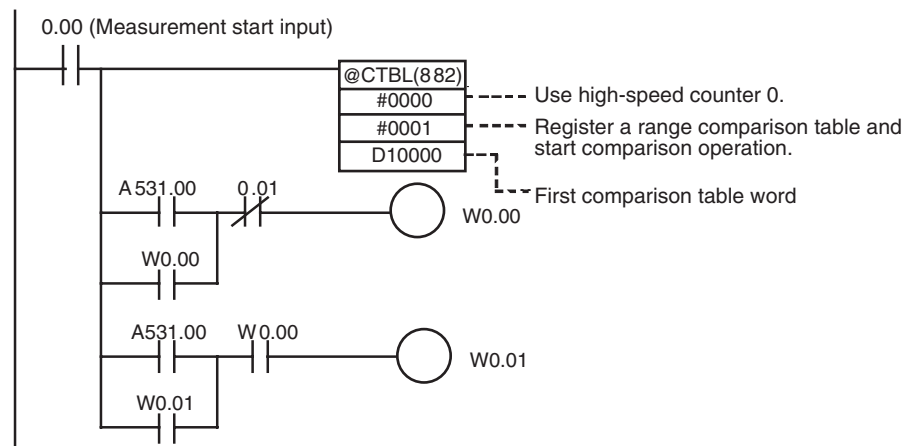 0.00 (Measurement start input)
@CTBL(882)
#0000
Use high-speed counter 0.
#0001
Register a range comparison table and
start comparison operation.
D10000
First comparison table word
A531.00
0.01
W0.00
W0.00
A531.00
W0.00
W0.01
W0.01